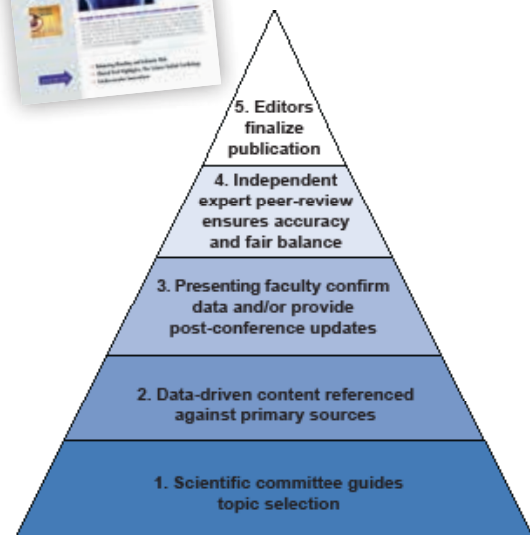 5. Editors
finalize
publication
4. Independent
expert peer-review
ensures accuracy
and fair balance
3. Presenting faculty confirm
data and/or provide
post-conference updates
2. Data-driven content referenced
against primary sources
1. Scientific committee guides
topic selection